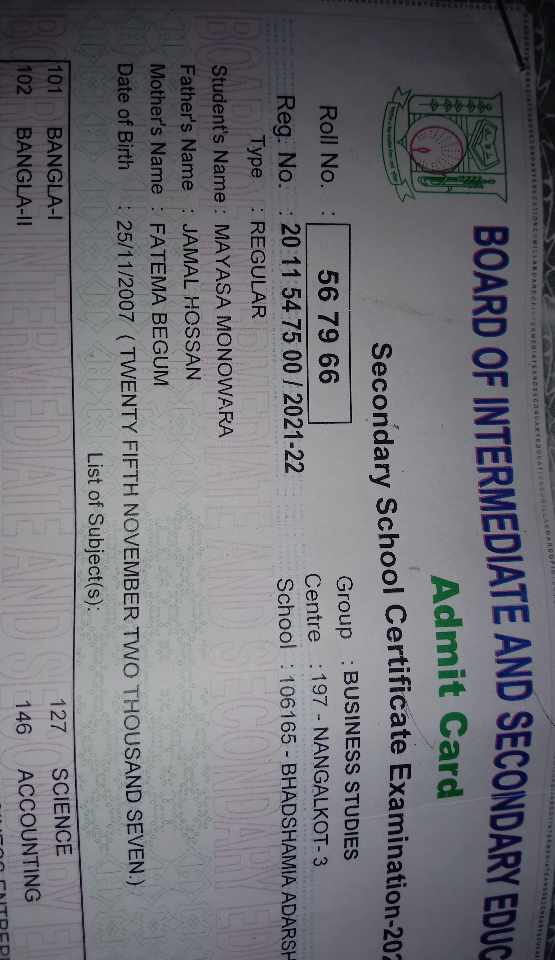 BOARD OF INTERMEDIATE AND SECONDARY EDUC
Admit Card
Secondary School Certificate Examination-202
Roll No. : 56 79 66
Reg. No. : 20 11 54 75 00 / 2021-22
Type : REGULAR
Group : BUSINESS STUDIES
Centre : 197 - NANGALKOT- 3
School : 106165 - BHADSHAMIA ADARSH
Student's Name : MAYASA MONOWARA
Father's Name : JAMAL HOSSAN
Mother's Name : FATEMA BEGUM
Date of Birth : 25/11/2007 ( TWENTY FIFTH NOVEMBER TWO THOUSAND SEVEN.)
List of Subject(s):
101 BANGLA-I 127 SCIENCE
102 BANGLA-II 146 ACCOUNTING